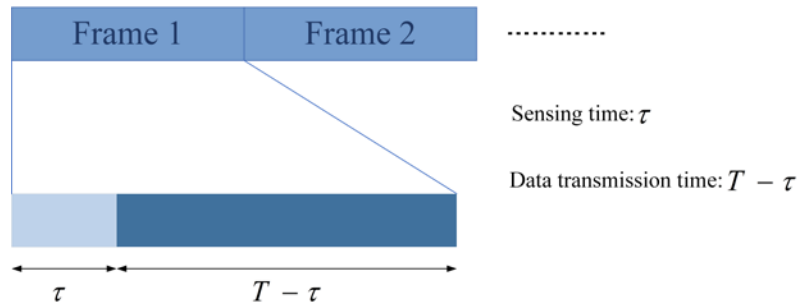 Frame 1 Frame 2
Sensing time: τ
Data transmission time: T − τ
τ T − τ